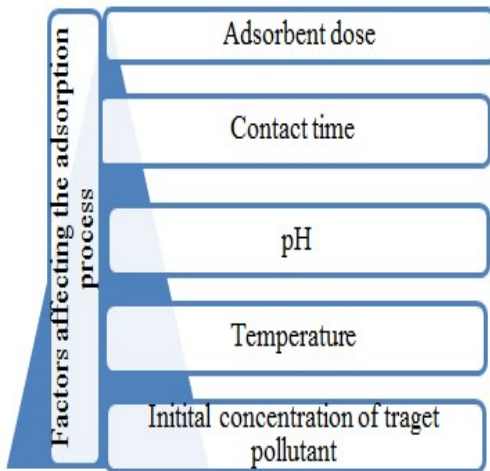 Factors affecting the adsorption
process
Adsorbent dose
Contact time
pH
Temperature
Initital concentration of traget
pollutant